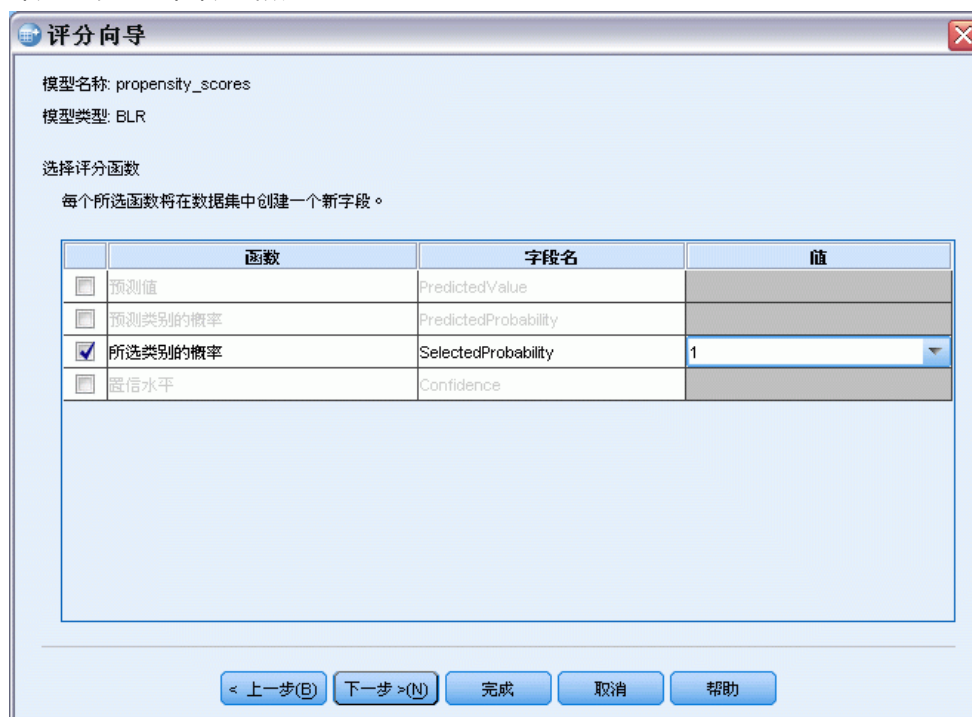 评分向导
模型名称: propensity_scores
模型类型: BLR
选择评分函数
每个所选函数将在数据集中创建一个新字段。
函数 字段名 值
预测值 PredictedValue
预测类别的概率 PredictedProbability
所选类别的概率 SelectedProbability 1
置信水平 Confidence
< 上一步(B) 下一步 >(N) 完成 取消 帮助